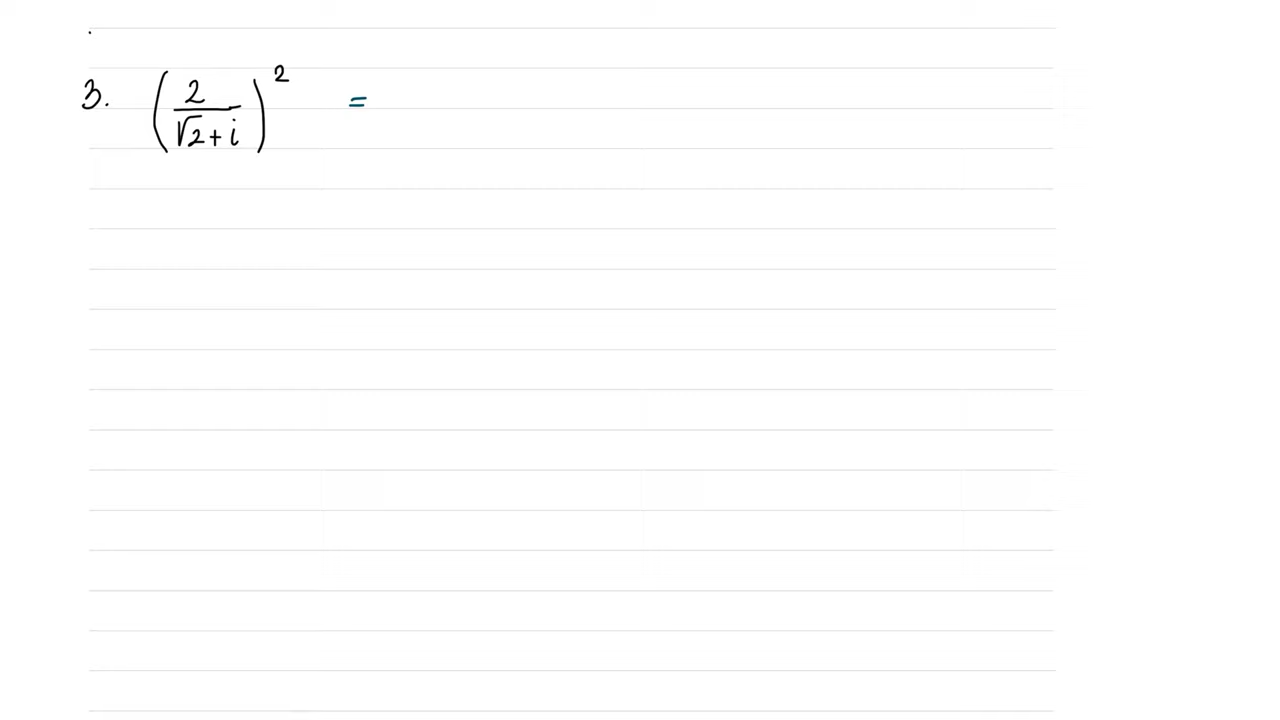 3. (2/(√2+i))² =